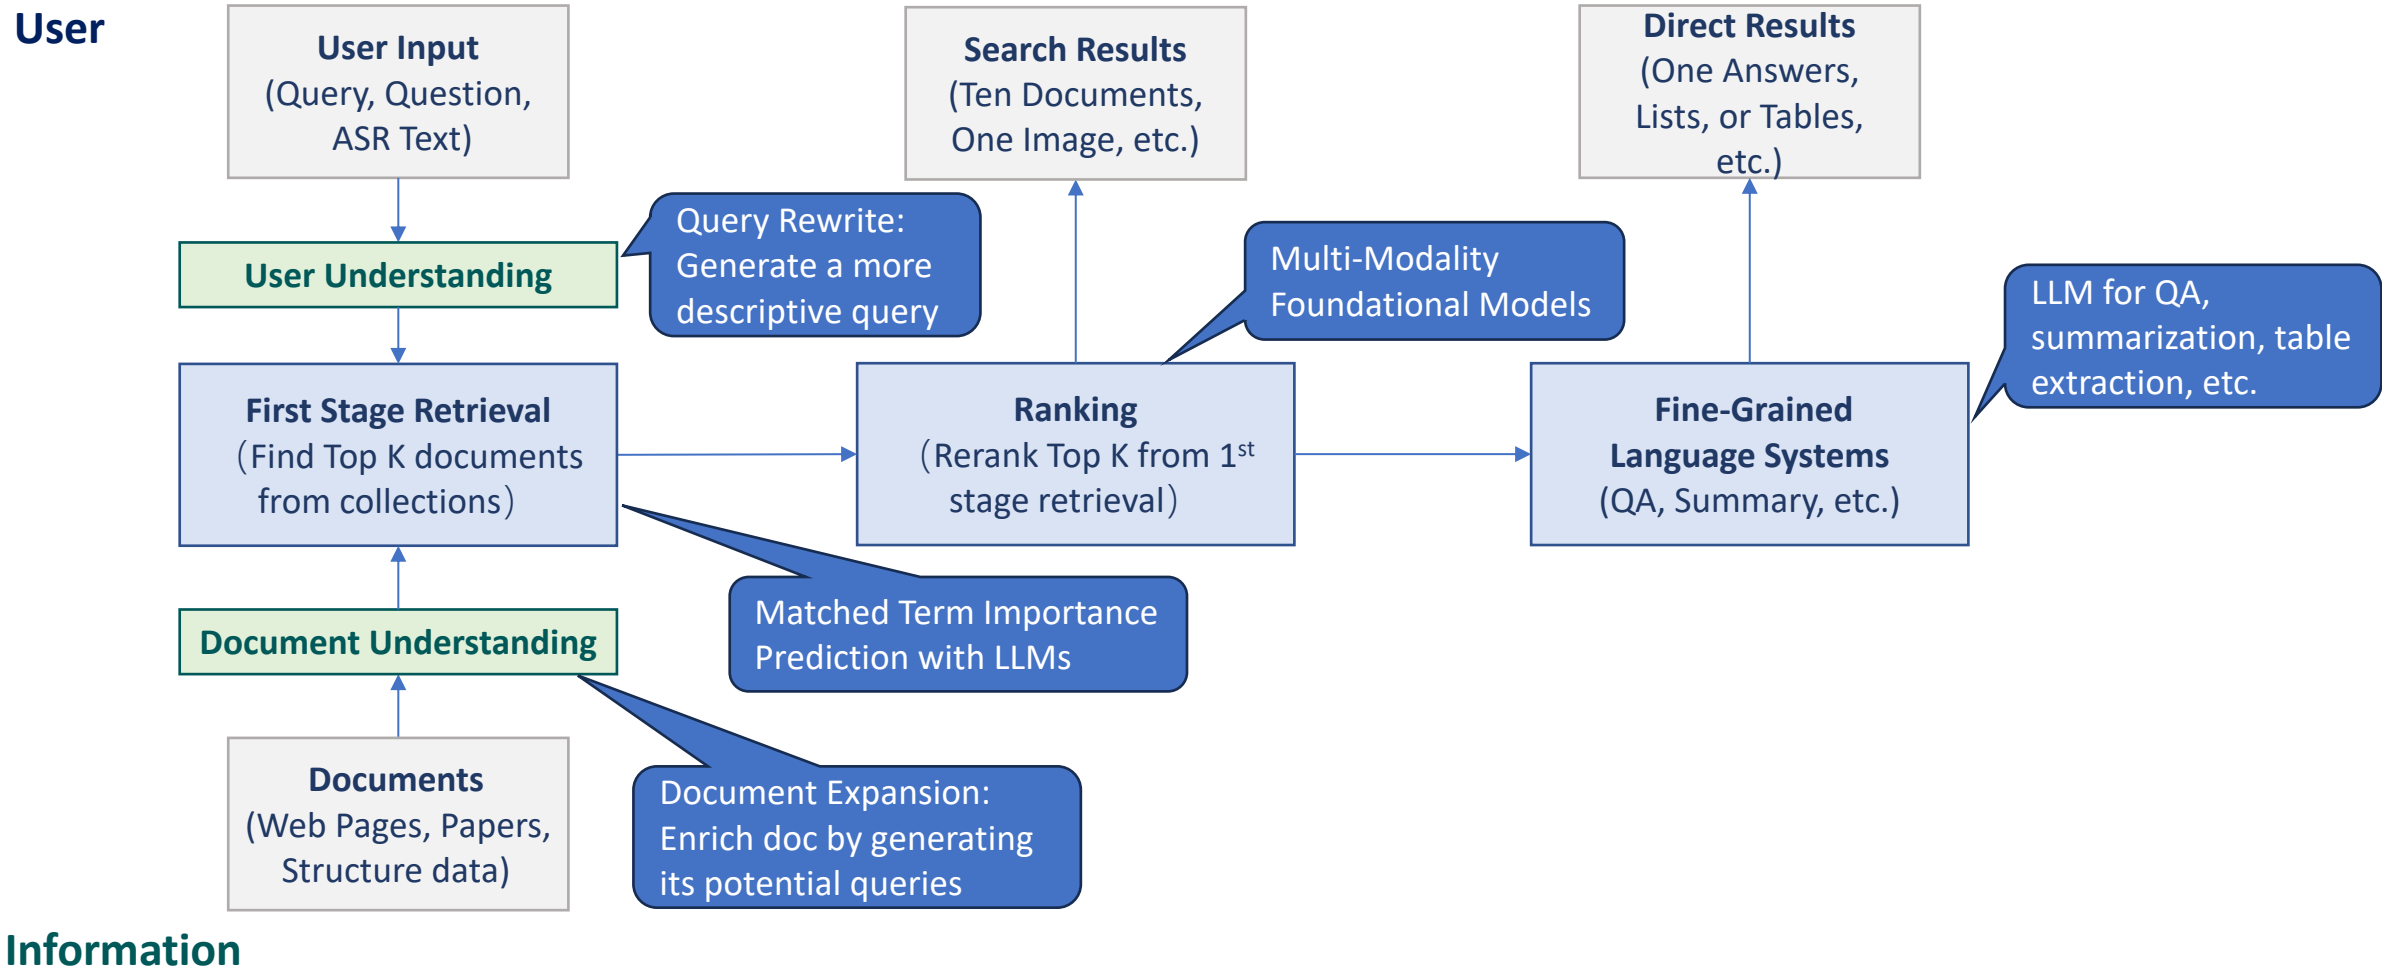 User
User Input
(Query, Question,
ASR Text)
Search Results
(Ten Documents,
One Image, etc.)
Direct Results
(One Answers,
Lists, or Tables,
etc.)
User Understanding
Query Rewrite:
Generate a more
descriptive query
Multi-Modality
Foundational Models
LLM for QA,
summarization, table
extraction, etc.
First Stage Retrieval
（Find Top K documents
from collections）
Ranking
（Rerank Top K from 1st
stage retrieval）
Fine-Grained
Language Systems
(QA, Summary, etc.)
Matched Term Importance
Prediction with LLMs
Document Understanding
Documents
(Web Pages, Papers,
Structure data)
Document Expansion:
Enrich doc by generating
its potential queries
Information